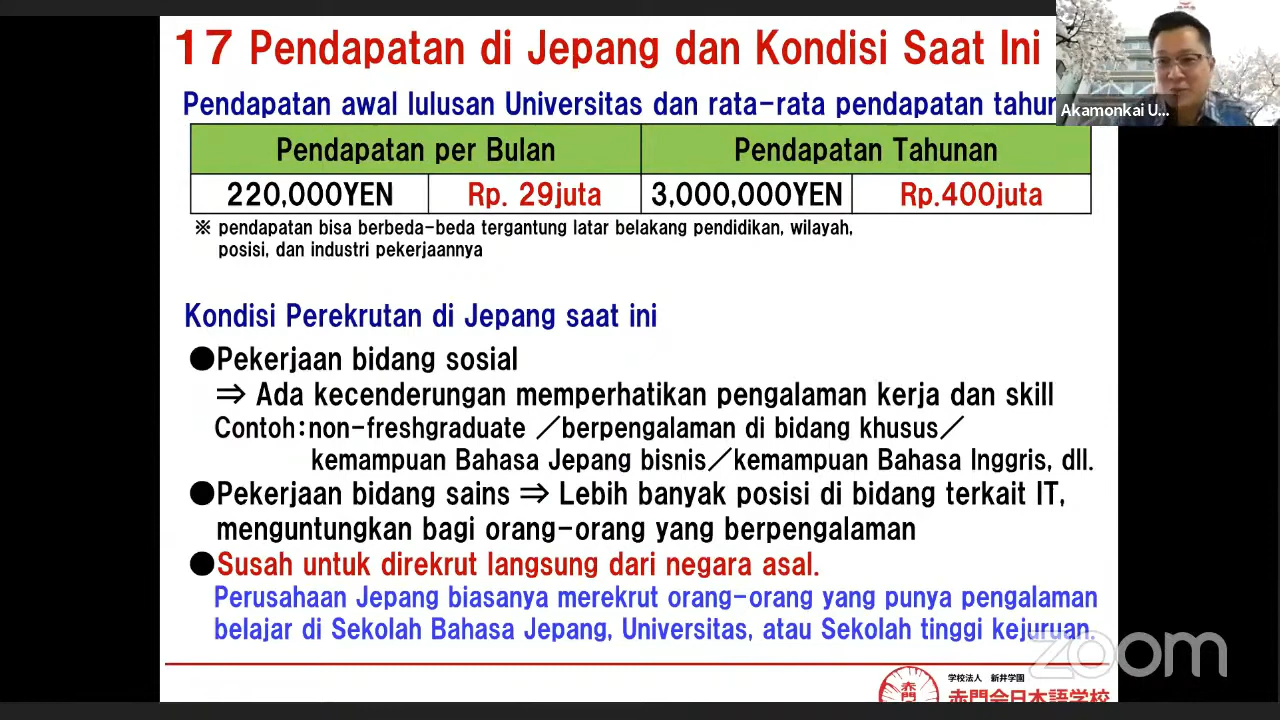 17 Pendapatan di Jepang dan Kondisi Saat Ini
Akamonkai U...
Pendapatan awal lulusan Universitas dan rata-rata pendapatan
Pendapatan per Bulan Pendapatan Tahunan
220,000YEN Rp. 29juta 3,000,000YEN Rp.400juta
※ pendapatan bisa berbeda-beda tergantung latar belakang pendidikan, wilayah,
posisi, dan industri pekerjaannya
Kondisi Perekrutan di Jepang saat ini
●Pekerjaan bidang sosial
⇒ Ada kecenderungan memperhatikan pengalaman kerja dan skill
Contoh:non-freshgraduate ／berpengalaman di bidang khusus／
kemampuan Bahasa Jepang bisnis／kemampuan Bahasa Inggris, dll.
●Pekerjaan bidang sains ⇒ Lebih banyak posisi di bidang terkait IT,
menguntungkan bagi orang-orang yang berpengalaman
●Susah untuk direkrut langsung dari negara asal.
Perusahaan Jepang biasanya merekrut orang-orang yang punya pengalaman
belajar di Sekolah Bahasa Jepang, Universitas, atau Sekolah tinggi kejuruan.
zoom
学校法人 新井学園
赤門会日本語学校